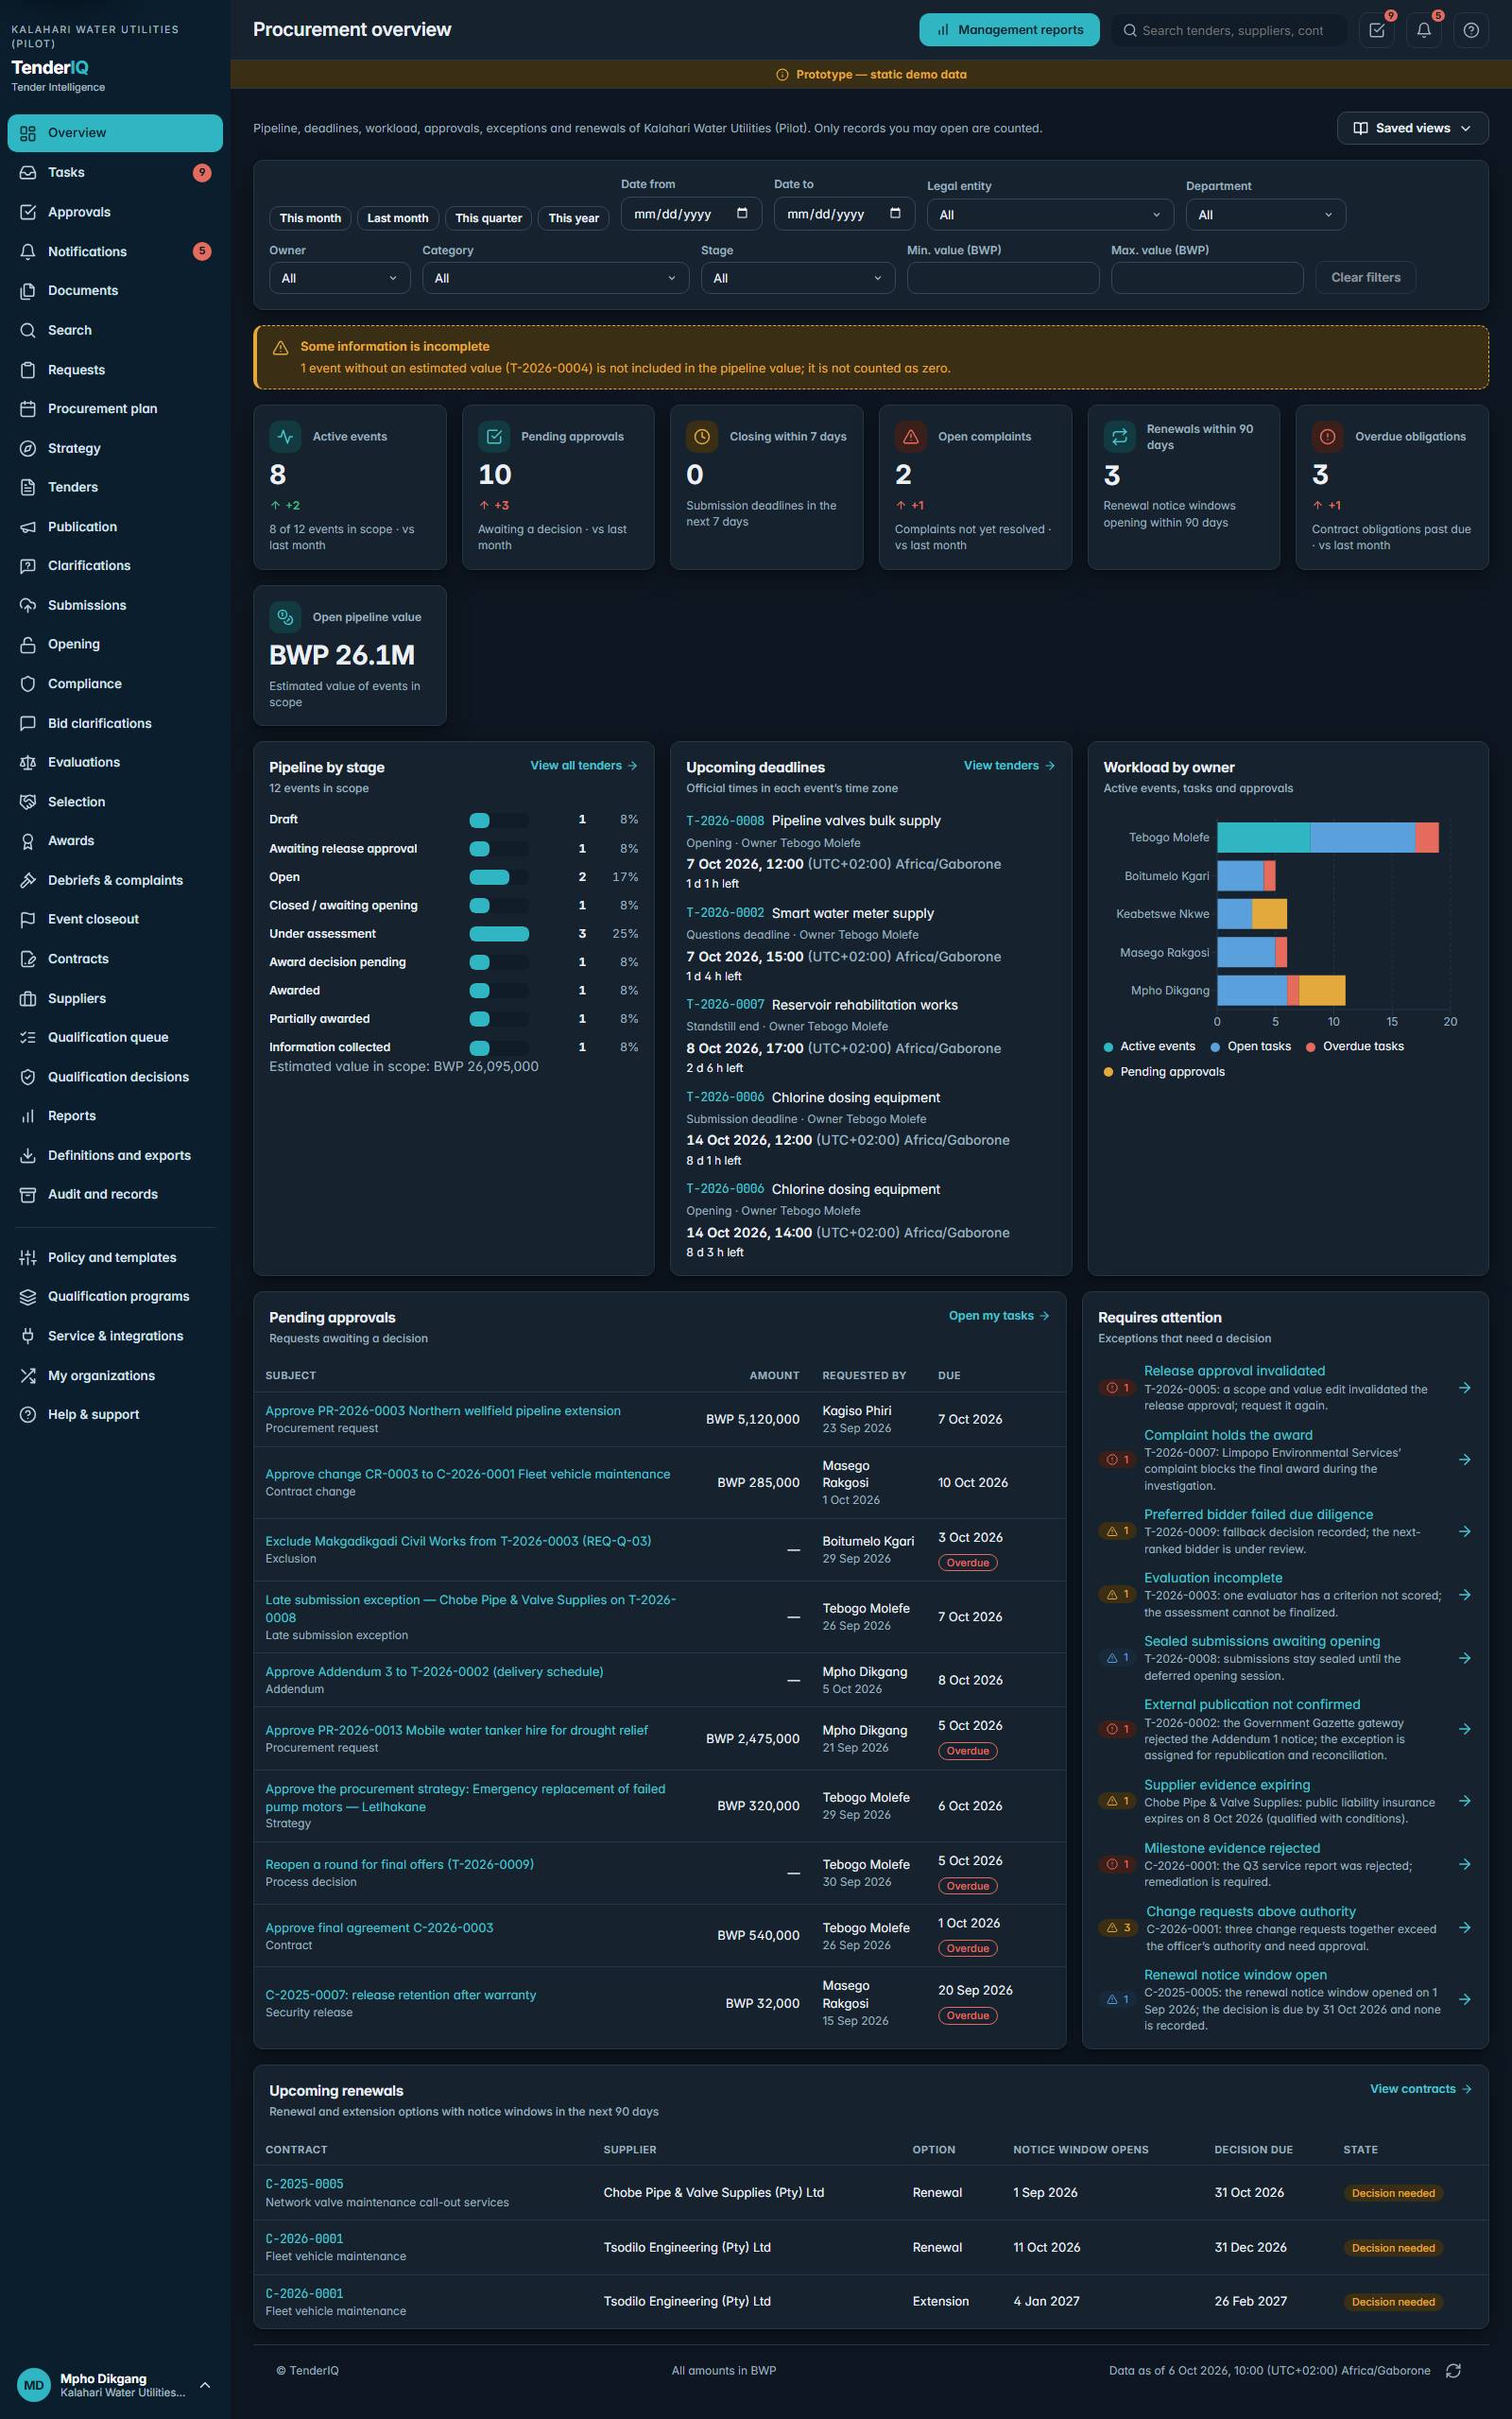 KALAHARI WATER UTILITIES
(PILOT)
TenderIQ
Tender Intelligence
Overview
Tasks 9
Approvals
Notifications 5
Documents
Search
Requests
Procurement plan
Strategy
Tenders
Publication
Clarifications
Submissions
Opening
Compliance
Bid clarifications
Evaluations
Selection
Awards
Debriefs & complaints
Event closeout
Contracts
Suppliers
Qualification queue
Qualification decisions
Reports
Definitions and exports
Audit and records
Policy and templates
Qualification programs
Service & integrations
My organizations
Help & support
MD
Mpho Dikgang
Kalahari Water Utilities...
Procurement overview
Management reports
Search tenders, suppliers, cont
9
5
Prototype — static demo data
Pipeline, deadlines, workload, approvals, exceptions and renewals of Kalahari Water Utilities (Pilot). Only records you may open are counted.
Saved views
This month Last month This quarter This year
Date from
mm/dd/yyyy
Date to
mm/dd/yyyy
Legal entity
All
Department
All
Owner
All
Category
All
Stage
All
Min. value (BWP)
Max. value (BWP)
Clear filters
Some information is incomplete
1 event without an estimated value (T-2026-0004) is not included in the pipeline value; it is not counted as zero.
Active events
8
+2
8 of 12 events in scope · vs
last month
Pending approvals
10
+3
Awaiting a decision · vs last
month
Closing within 7 days
0
Submission deadlines in the
next 7 days
Open complaints
2
+1
Complaints not yet resolved ·
vs last month
Renewals within 90
days
3
Renewal notice windows
opening within 90 days
Overdue obligations
3
+1
Contract obligations past due
· vs last month
Open pipeline value
BWP 26.1M
Estimated value of events in
scope
Pipeline by stage
View all tenders
12 events in scope
Draft 1 8%
Awaiting release approval 1 8%
Open 2 17%
Closed / awaiting opening 1 8%
Under assessment 3 25%
Award decision pending 1 8%
Awarded 1 8%
Partially awarded 1 8%
Information collected 1 8%
Estimated value in scope: BWP 26,095,000
Upcoming deadlines
View tenders
Official times in each event's time zone
T-2026-0008 Pipeline valves bulk supply
Opening · Owner Tebogo Molefe
7 Oct 2026, 12:00 (UTC+02:00) Africa/Gaborone
1 d 1 h left
T-2026-0002 Smart water meter supply
Questions deadline · Owner Tebogo Molefe
7 Oct 2026, 15:00 (UTC+02:00) Africa/Gaborone
1 d 4 h left
T-2026-0007 Reservoir rehabilitation works
Standstill end · Owner Tebogo Molefe
8 Oct 2026, 17:00 (UTC+02:00) Africa/Gaborone
2 d 6 h left
T-2026-0006 Chlorine dosing equipment
Submission deadline · Owner Tebogo Molefe
14 Oct 2026, 12:00 (UTC+02:00) Africa/Gaborone
8 d 1 h left
T-2026-0006 Chlorine dosing equipment
Opening · Owner Tebogo Molefe
14 Oct 2026, 14:00 (UTC+02:00) Africa/Gaborone
8 d 3 h left
Workload by owner
Active events, tasks and approvals
Tebogo Molefe
Boitumelo Kgari
Keabetswe Nkwe
Masego Rakgosi
Mpho Dikgang
0 5 10 15 20
Active events Open tasks Overdue tasks
Pending approvals
Pending approvals
Open my tasks
Requests awaiting a decision
SUBJECT AMOUNT REQUESTED BY DUE
Approve PR-2026-0003 Northern wellfield pipeline extension
Procurement request
BWP 5,120,000
Kagiso Phiri
23 Sep 2026
7 Oct 2026
Approve change CR-0003 to C-2026-0001 Fleet vehicle maintenance
Contract change
BWP 285,000
Masego
Rakgosi
1 Oct 2026
10 Oct 2026
Exclude Makgadikgadi Civil Works from T-2026-0003 (REQ-Q-03)
Exclusion
—
Boitumelo Kgari
29 Sep 2026
3 Oct 2026
Overdue
Late submission exception — Chobe Pipe & Valve Supplies on T-2026-
0008
Late submission exception
—
Tebogo Molefe
26 Sep 2026
7 Oct 2026
Approve Addendum 3 to T-2026-0002 (delivery schedule)
Addendum
—
Mpho Dikgang
5 Oct 2026
8 Oct 2026
Approve PR-2026-0013 Mobile water tanker hire for drought relief
Procurement request
BWP 2,475,000
Mpho Dikgang
21 Sep 2026
5 Oct 2026
Overdue
Approve the procurement strategy: Emergency replacement of failed
pump motors — Letlhakane
Strategy
BWP 320,000
Tebogo Molefe
29 Sep 2026
6 Oct 2026
Reopen a round for final offers (T-2026-0009)
Process decision
—
Tebogo Molefe
30 Sep 2026
5 Oct 2026
Overdue
Approve final agreement C-2026-0003
Contract
BWP 540,000
Tebogo Molefe
26 Sep 2026
1 Oct 2026
Overdue
C-2025-0007: release retention after warranty
Security release
BWP 32,000
Masego
Rakgosi
15 Sep 2026
20 Sep 2026
Overdue
Requires attention
Exceptions that need a decision
1
Release approval invalidated
T-2026-0005: a scope and value edit invalidated the
release approval; request it again.
1
Complaint holds the award
T-2026-0007: Limpopo Environmental Services'
complaint blocks the final award during the
investigation.
1
Preferred bidder failed due diligence
T-2026-0009: fallback decision recorded; the next-
ranked bidder is under review.
1
Evaluation incomplete
T-2026-0003: one evaluator has a criterion not scored;
the assessment cannot be finalized.
1
Sealed submissions awaiting opening
T-2026-0008: submissions stay sealed until the
deferred opening session.
1
External publication not confirmed
T-2026-0002: the Government Gazette gateway
rejected the Addendum 1 notice; the exception is
assigned for republication and reconciliation.
1
Supplier evidence expiring
Chobe Pipe & Valve Supplies: public liability insurance
expires on 8 Oct 2026 (qualified with conditions).
1
Milestone evidence rejected
C-2026-0001: the Q3 service report was rejected;
remediation is required.
3
Change requests above authority
C-2026-0001: three change requests together exceed
the officer's authority and need approval.
1
Renewal notice window open
C-2025-0005: the renewal notice window opened on 1
Sep 2026; the decision is due by 31 Oct 2026 and none
is recorded.
Upcoming renewals
View contracts
Renewal and extension options with notice windows in the next 90 days
CONTRACT SUPPLIER OPTION NOTICE WINDOW OPENS DECISION DUE STATE
C-2025-0005
Network valve maintenance call-out services
Chobe Pipe & Valve Supplies (Pty) Ltd Renewal 1 Sep 2026 31 Oct 2026 Decision needed
C-2026-0001
Fleet vehicle maintenance
Tsodilo Engineering (Pty) Ltd Renewal 11 Oct 2026 31 Dec 2026 Decision needed
C-2026-0001
Fleet vehicle maintenance
Tsodilo Engineering (Pty) Ltd Extension 4 Jan 2027 26 Feb 2027 Decision needed
© TenderIQ
All amounts in BWP
Data as of 6 Oct 2026, 10:00 (UTC+02:00) Africa/Gaborone